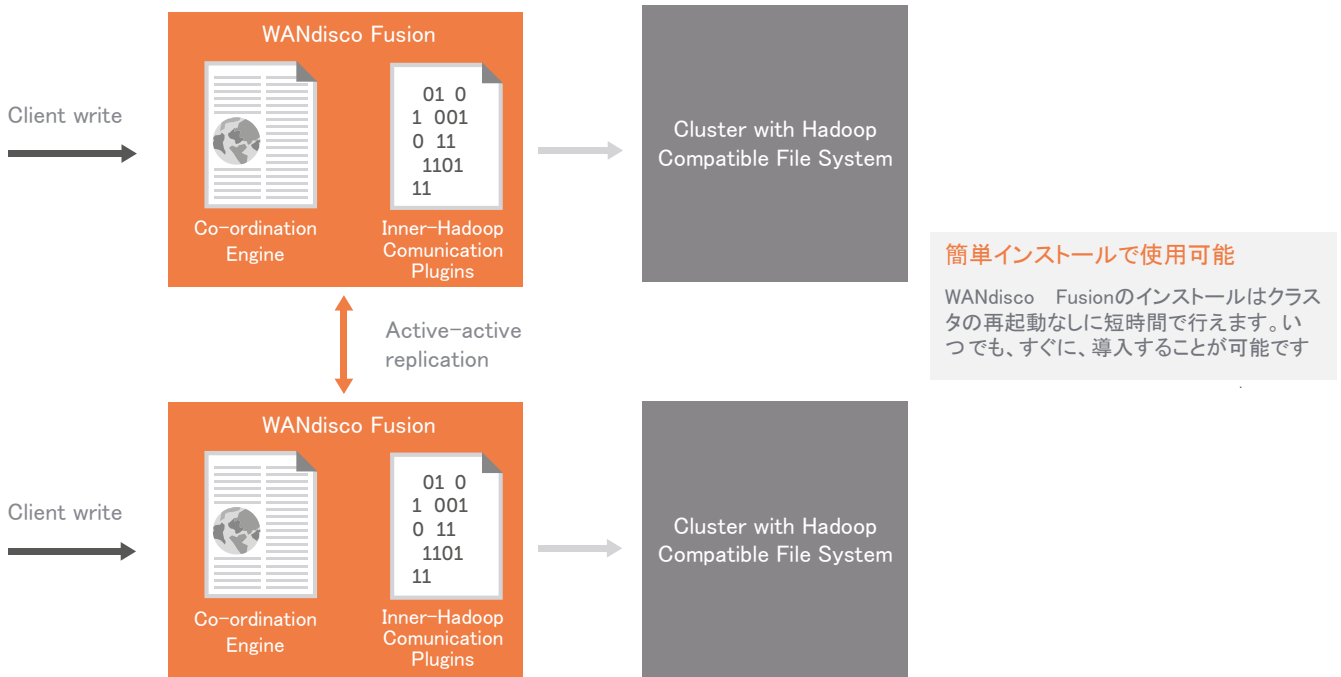 WANdisco Fusion
Client write
01 0
1 001
0 11
1101
11
Co-ordination
Engine
Inner-Hadoop
Comunication
Plugins
Cluster with Hadoop
Compatible File System
Active-active
replication
簡単インストールで使用可能
WANdisco Fusionのインストールはクラス
タの再起動なしに短時間で行えます。い
つでも、すぐに、導入することが可能です
WANdisco Fusion
Client write
01 0
1 001
0 11
1101
11
Co-ordination
Engine
Inner-Hadoop
Comunication
Plugins
Cluster with Hadoop
Compatible File System